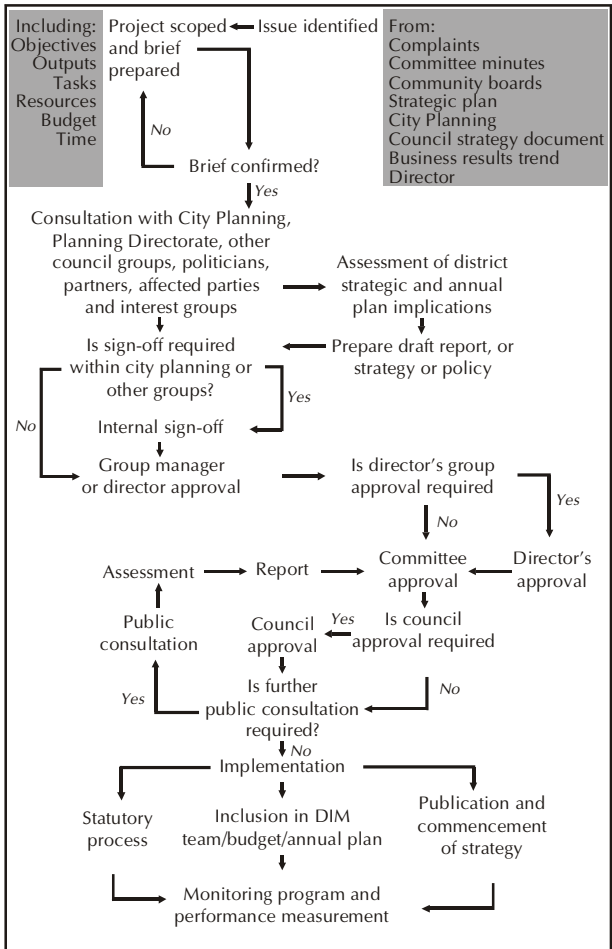 Including:
Objectives
Outputs
Tasks
Resources
Budget
Time
Project scoped
and brief
prepared
Issue identified
From:
Complaints
Committee minutes
Community boards
Strategic plan
City Planning
Council strategy document
Business results trend
Director
No
Brief confirmed?
Yes
Consultation with City Planning,
Planning Directorate, other
council groups, politicians,
partners, affected parties
and interest groups
Assessment of district
strategic and annual
plan implications
Is sign-off required
within city planning or
other groups?
Prepare draft report, or
strategy or policy
Yes
No
Internal sign-off
Group manager
or director approval
Is director's group
approval required
Yes
No
Assessment
Report
Committee
approval
Director's
approval
Public
consultation
Council
approval
Yes
Is council
approval required
Yes
Is further
public consultation
required?
No
No
Implementation
Statutory
process
Inclusion in DIM
team/budget/annual plan
Publication and
commencement
of strategy
Monitoring program and
performance measurement